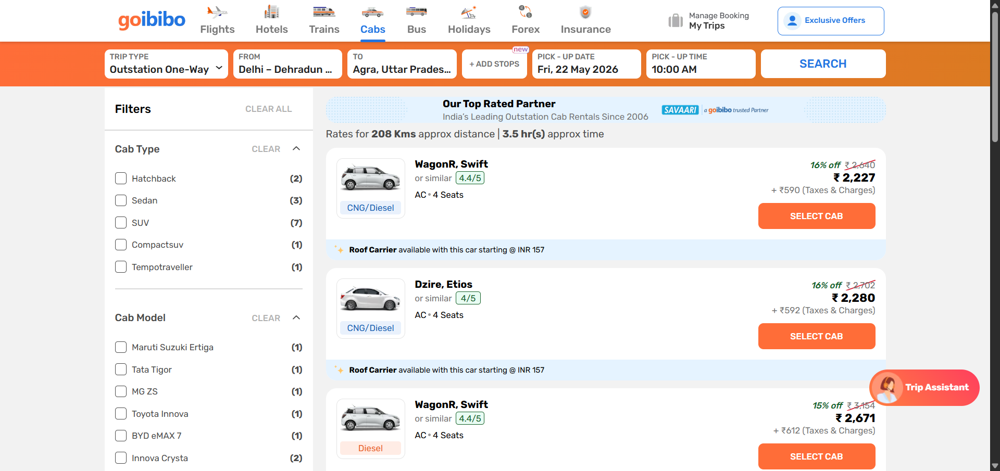 goibibo
Flights
Hotels
Trains
Cabs
Bus
Holidays
Forex
Insurance
Manage Booking
My Trips
Exclusive Offers
TRIP TYPE
Outstation One-Way
FROM
Delhi – Dehradun ...
TO
Agra, Uttar Prades...
new
+ ADD STOPS
PICK - UP DATE
Fri, 22 May 2026
PICK - UP TIME
10:00 AM
SEARCH
Filters
CLEAR ALL
Cab Type
CLEAR
Hatchback (2)
Sedan (3)
SUV (7)
Compactsuv (1)
Tempotraveller (1)
Cab Model
CLEAR
Maruti Suzuki Ertiga (1)
Tata Tigor (1)
MG ZS (1)
Toyota Innova (1)
BYD eMAX 7 (1)
Innova Crysta (2)
Our Top Rated Partner
India's Leading Outstation Cab Rentals Since 2006
SAVAARI a goibibo trusted Partner
Rates for 208 Kms approx distance | 3.5 hr(s) approx time
WagonR, Swift
or similar 4.4/5
AC • 4 Seats
CNG/Diesel
16% off ₹ 2,640
₹ 2,227
+ ₹590 (Taxes & Charges)
SELECT CAB
Roof Carrier available with this car starting @ INR 157
Dzire, Etios
or similar 4/5
AC • 4 Seats
CNG/Diesel
16% off ₹ 2,702
₹ 2,280
+ ₹592 (Taxes & Charges)
SELECT CAB
Roof Carrier available with this car starting @ INR 157
WagonR, Swift
or similar 4.4/5
AC • 4 Seats
Diesel
15% off ₹ 3,154
₹ 2,671
+ ₹612 (Taxes & Charges)
SELECT CAB
Trip Assistant